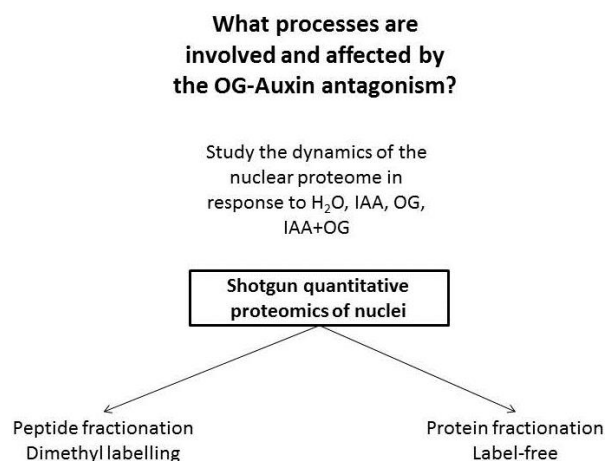 What processes are
involved and affected by
the OG-Auxin antagonism?
Study the dynamics of the
nuclear proteome in
response to H₂O, IAA, OG,
IAA+OG
Shotgun quantitative
proteomics of nuclei
Peptide fractionation
Dimethyl labelling
Protein fractionation
Label-free